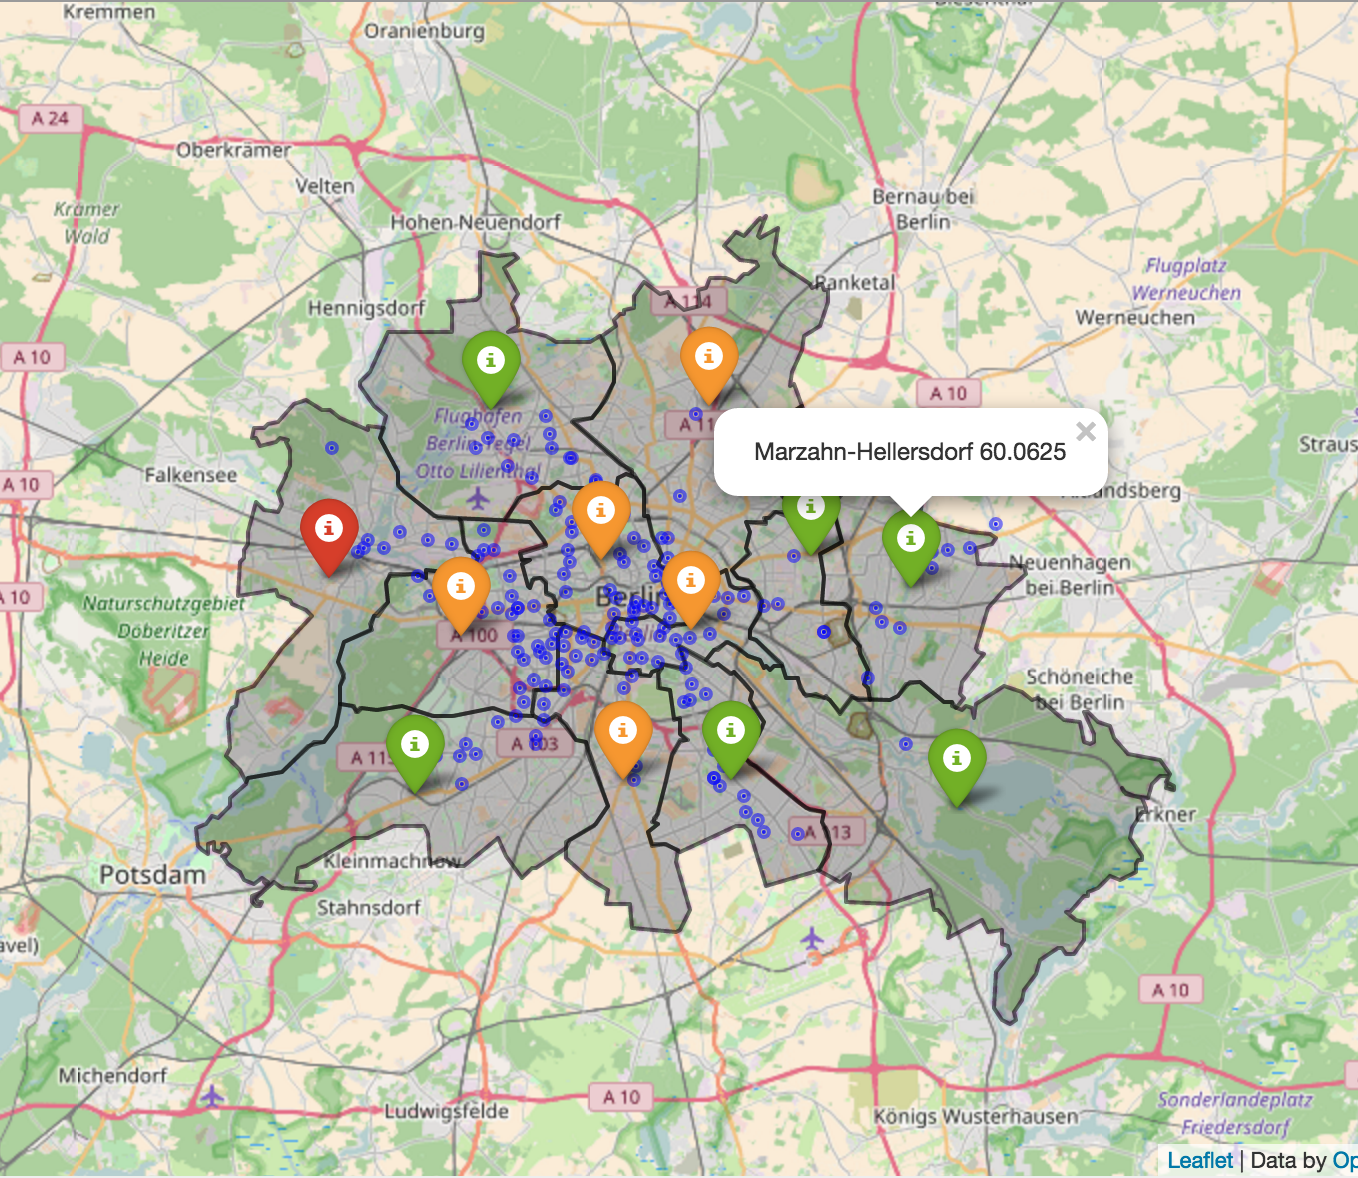 Kremmen
Oranienburg
A 24
Oberkrämer
Velten
Bernau bei
Berlin
Krämer
Wald
Hohen Neuendorf
Flugplatz
Werneuchen
Panketal
Hennigsdorf
A 114
Werneuchen
A 10
A 10
Flughafen
Berlin-Tegel
Otto Lilienthal
A 11
Marzahn-Hellersdorf 60.0625
×
Straus
Falkensee
A 10
Neuenhagen
bei Berlin
A 10
Berlin
Naturschutzgebiet
Döberitzer
Heide
A 100
Schöneiche
bei Berlin
A 115
A 103
Erkner
A 113
Kleinmachnow
Potsdam
Stahnsdorf
avel)
A 10
Michendorf
Ludwigsfelde
A 10
Königs Wusterhausen
Sonderlandeplatz
Friedersdorf
Leaflet | Data by Op